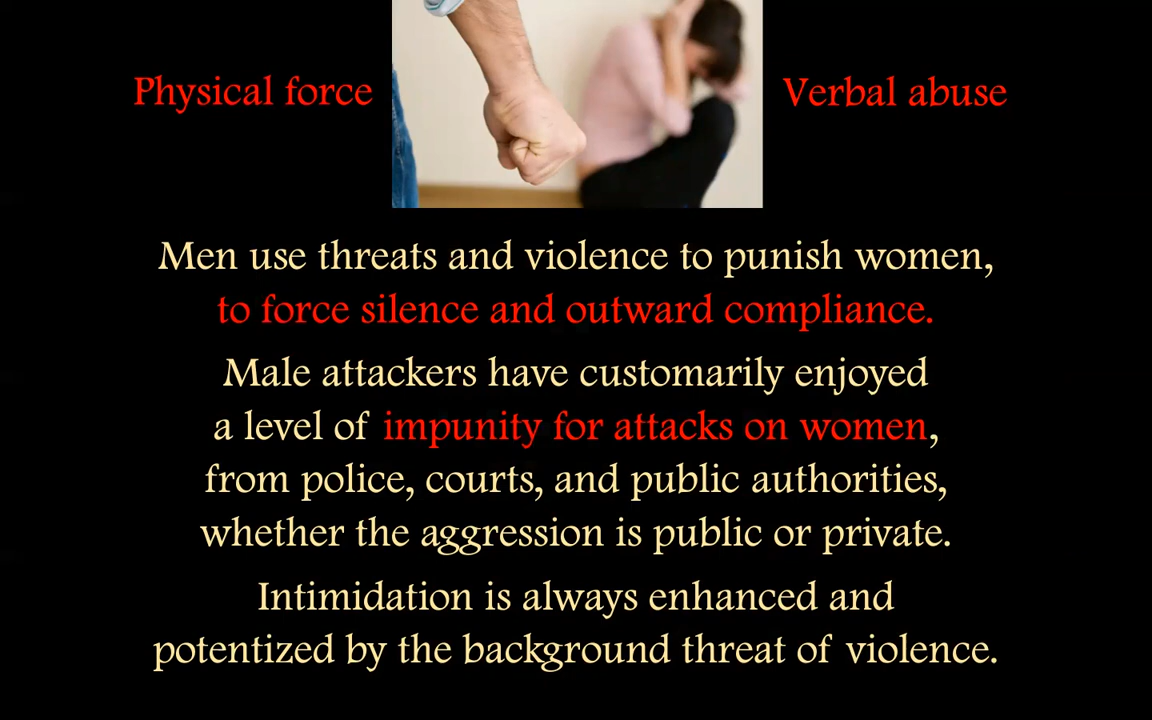 Physical force
Verbal abuse
Men use threats and violence to punish women,
to force silence and outward compliance.
Male attackers have customarily enjoyed
a level of impunity for attacks on women,
from police, courts, and public authorities,
whether the aggression is public or private.
Intimidation is always enhanced and
potentized by the background threat of violence.